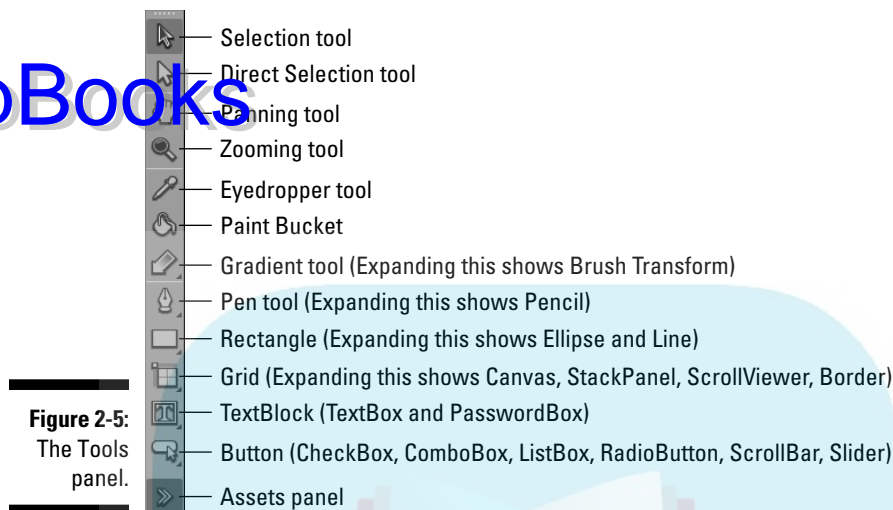 Selection tool
Direct Selection tool
oBooks
Panning tool
Zooming tool
Eyedropper tool
Paint Bucket
Gradient tool (Expanding this shows Brush Transform)
Pen tool (Expanding this shows Pencil)
Rectangle (Expanding this shows Ellipse and Line)
Grid (Expanding this shows Canvas, StackPanel, ScrollViewer, Border)
TextBlock (TextBox and PasswordBox)
Button (CheckBox, ComboBox, ListBox, RadioButton, ScrollBar, Slider)
Assets panel
Figure 2-5:
The Tools
panel.